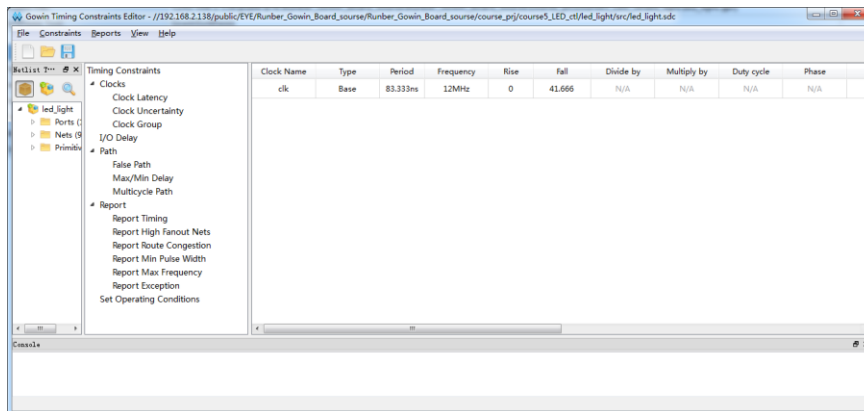 Gowin Timing Constraints Editor - //192.168.2.138/public/EYE/Runber_Gowin_Board_sourse/Runber_Gowin_Board_sourse/course_prj/course5_LED_ctl/led_light/src/led_light.sdc
File Constraints Reports View Help
Netlist T···
led_light
Ports (
Nets (9
Primitiv
Timing Constraints
Clocks
Clock Latency
Clock Uncertainty
Clock Group
I/O Delay
Path
False Path
Max/Min Delay
Multicycle Path
Report
Report Timing
Report High Fanout Nets
Report Route Congestion
Report Min Pulse Width
Report Max Frequency
Report Exception
Set Operating Conditions
Clock Name Type Period Frequency Rise Fall Divide by Multiply by Duty cycle Phase
clk Base 83.333ns 12MHz 0 41.666 N/A N/A N/A N/A
Console